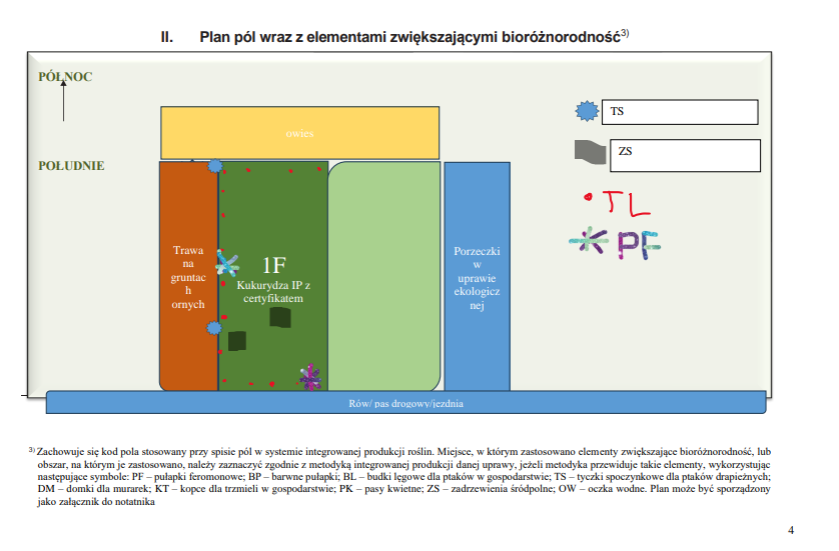 II. Plan pól wraz z elementami zwiększającymi bioróżnorodność3)
PÓŁNOC
owies
TS
ZS
POŁUDNIE
TL
PF
Trawa
na
gruntac
h
ornych
1F
Kukurydza IP z
certyfikatem
Porzeczki
w
uprawie
ekologicz
nej
Rów/ pas drogowy/jezdnia
3) Zachowuje się kod pola stosowany przy spisie pól w systemie integrowanej produkcji roślin. Miejsce, w którym zastosowano elementy zwiększające bioróżnorodność, lub
obszar, na którym je zastosowano, należy zaznaczyć zgodnie z metodyką integrowanej produkcji danej uprawy, jeżeli metodyka przewiduje takie elementy, wykorzystując
następujące symbole: PF – pułapki feromonowe; BP – barwne pułapki; BL – budki lęgowe dla ptaków w gospodarstwie; TS – tyczki spoczynkowe dla ptaków drapieżnych;
DM – domki dla murarek; KT – kopce dla trzmieli w gospodarstwie; PK – pasy kwietne; ZS – zadrzewienia śródpolne; OW – oczka wodne. Plan może być sporządzony
jako załącznik do notatnika
4